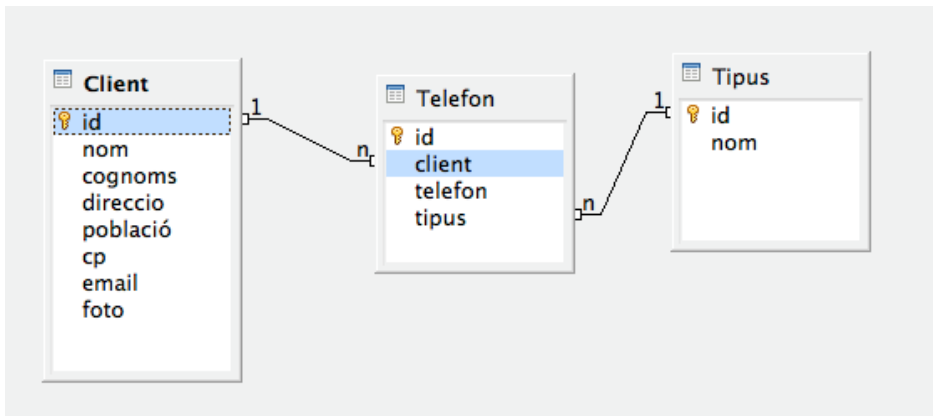 Client
id
nom
cognoms
direccio
població
cp
email
foto
1
n
Telefon
id
client
telefon
tipus
n
1
Tipus
id
nom